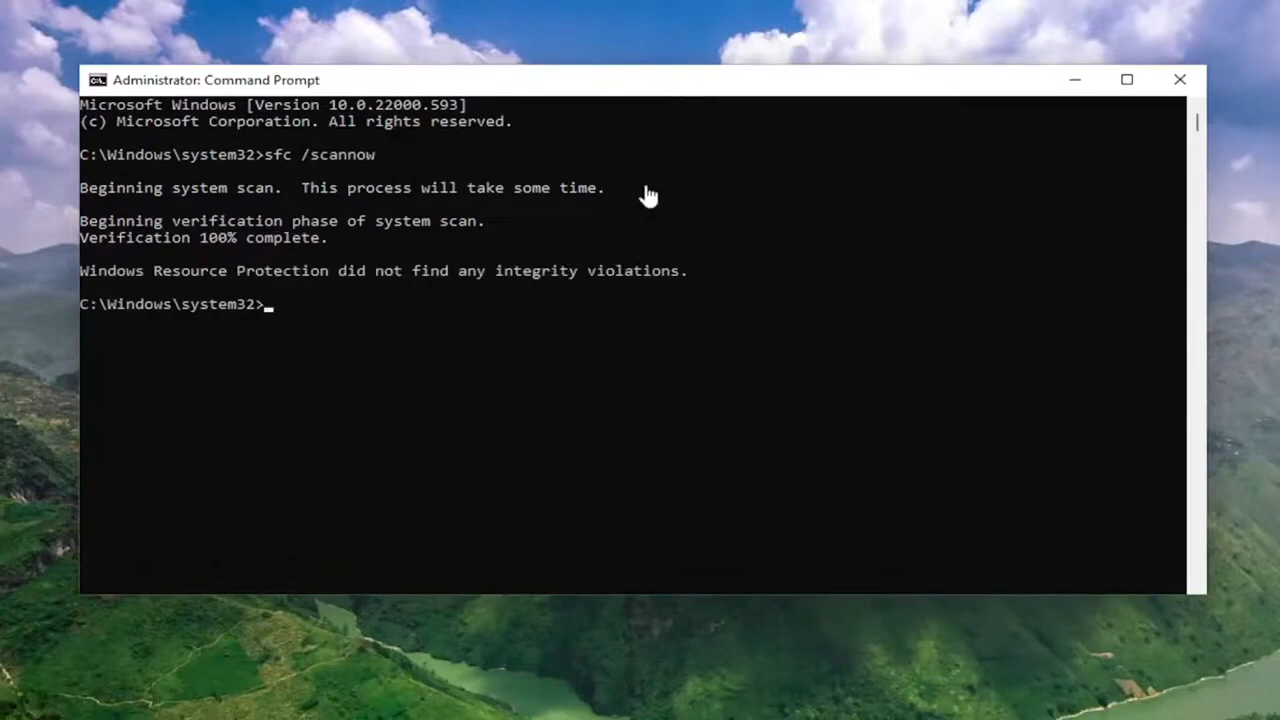 Administrator: Command Prompt
Microsoft Windows [Version 10.0.22000.593]
(c) Microsoft Corporation. All rights reserved.
C:\Windows\system32>sfc /scannow
Beginning system scan.  This process will take some time.
Beginning verification phase of system scan.
Verification 100% complete.
Windows Resource Protection did not find any integrity violations.
C:\Windows\system32>